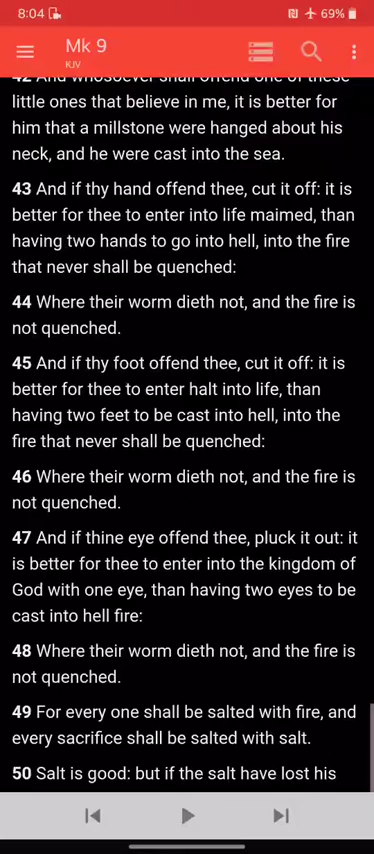 8:04 69%
Mk 9
KJV
42 And whosoever shall offend one of these
little ones that believe in me, it is better for
him that a millstone were hanged about his
neck, and he were cast into the sea.
43 And if thy hand offend thee, cut it off: it is
better for thee to enter into life maimed, than
having two hands to go into hell, into the fire
that never shall be quenched:
44 Where their worm dieth not, and the fire is
not quenched.
45 And if thy foot offend thee, cut it off: it is
better for thee to enter halt into life, than
having two feet to be cast into hell, into the
fire that never shall be quenched:
46 Where their worm dieth not, and the fire is
not quenched.
47 And if thine eye offend thee, pluck it out: it
is better for thee to enter into the kingdom of
God with one eye, than having two eyes to be
cast into hell fire:
48 Where their worm dieth not, and the fire is
not quenched.
49 For every one shall be salted with fire, and
every sacrifice shall be salted with salt.
50 Salt is good: but if the salt have lost his